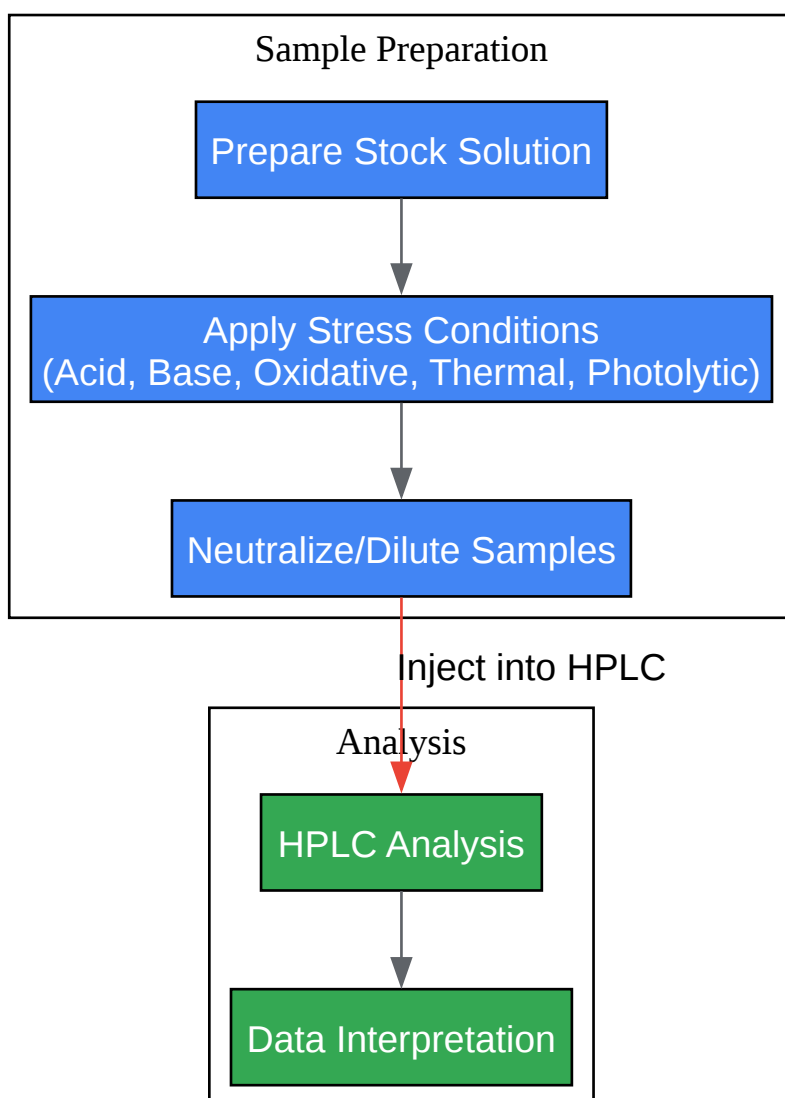 Sample Preparation
Prepare Stock Solution
Apply Stress Conditions
(Acid, Base, Oxidative, Thermal, Photolytic)
Neutralize/Dilute Samples
Inject into HPLC
Analysis
HPLC Analysis
Data Interpretation